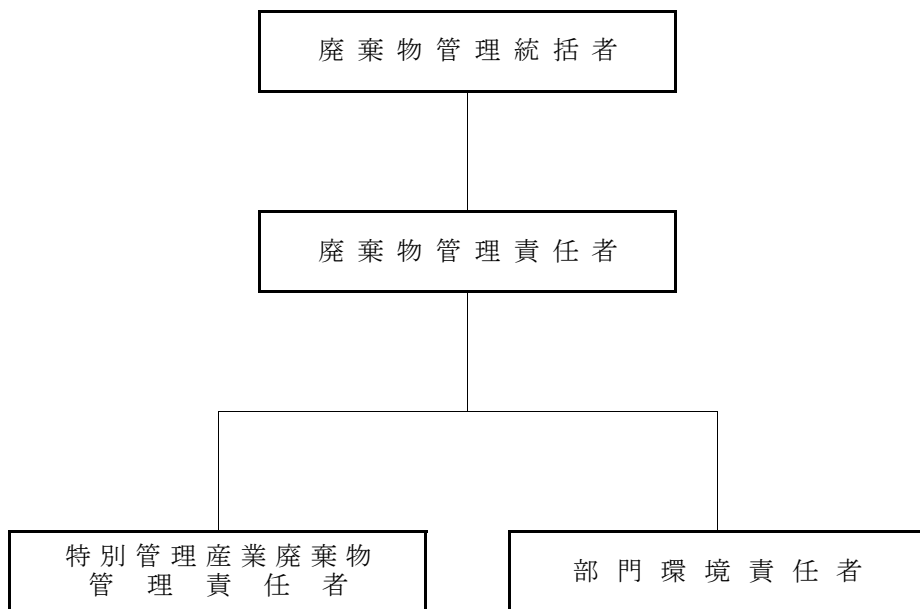 廃棄物管理統括者
廃棄物管理責任者
特別管理産業廃棄物
管理責任者
部門環境責任者